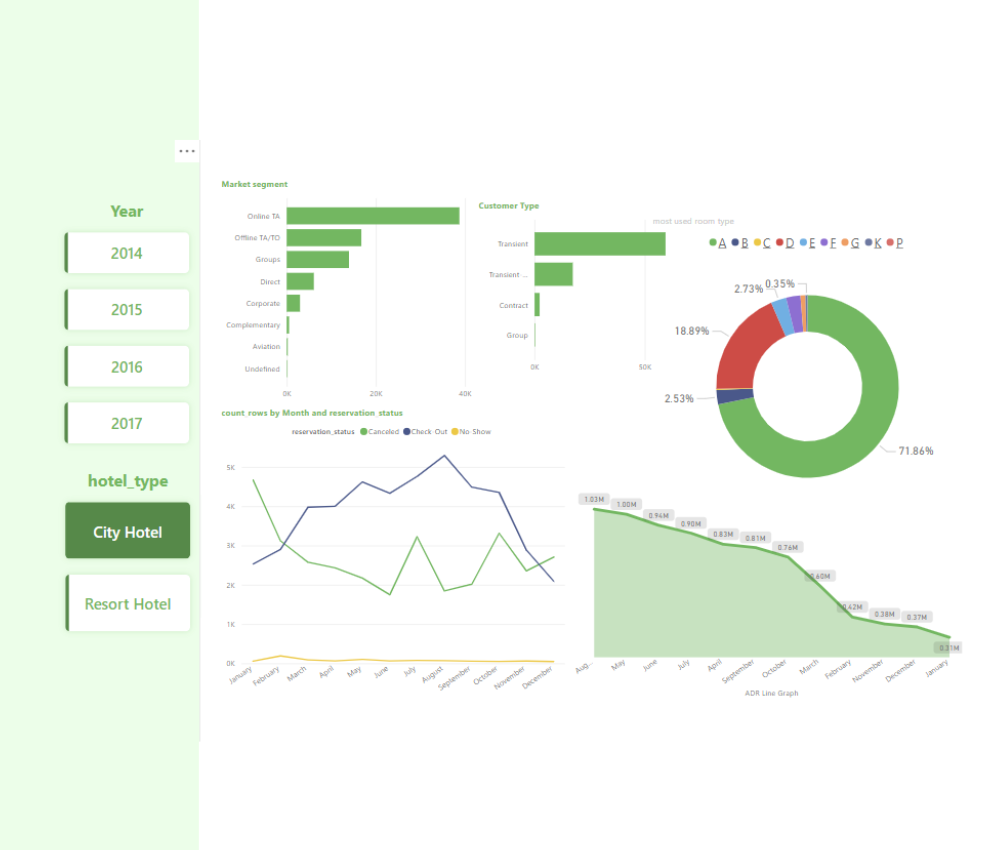 ...
Year
2014
2015
2016
2017
hotel_type
City Hotel
Resort Hotel
Market segment
Online TA
Offline TA/TO
Groups
Direct
Corporate
Complementary
Aviation
Undefined
0K 20K 40K
Customer Type
Transient
Transient-...
Contract
Group
0K 50K
most used room type
A B C D E F G K P
0.35%
2.73%
18.89%
2.53%
71.86%
count_rows by Month and reservation_status
reservation_status Canceled Check-Out No-Show
5K
4K
3K
2K
1K
0K
January February March April May June July August September October November December
1.03M
1.00M
0.94M
0.90M
0.83M
0.81M
0.76M
0.60M
0.42M
0.38M
0.37M
0.31M
Aug... May June July April September October March February November December January
ADR Line Graph